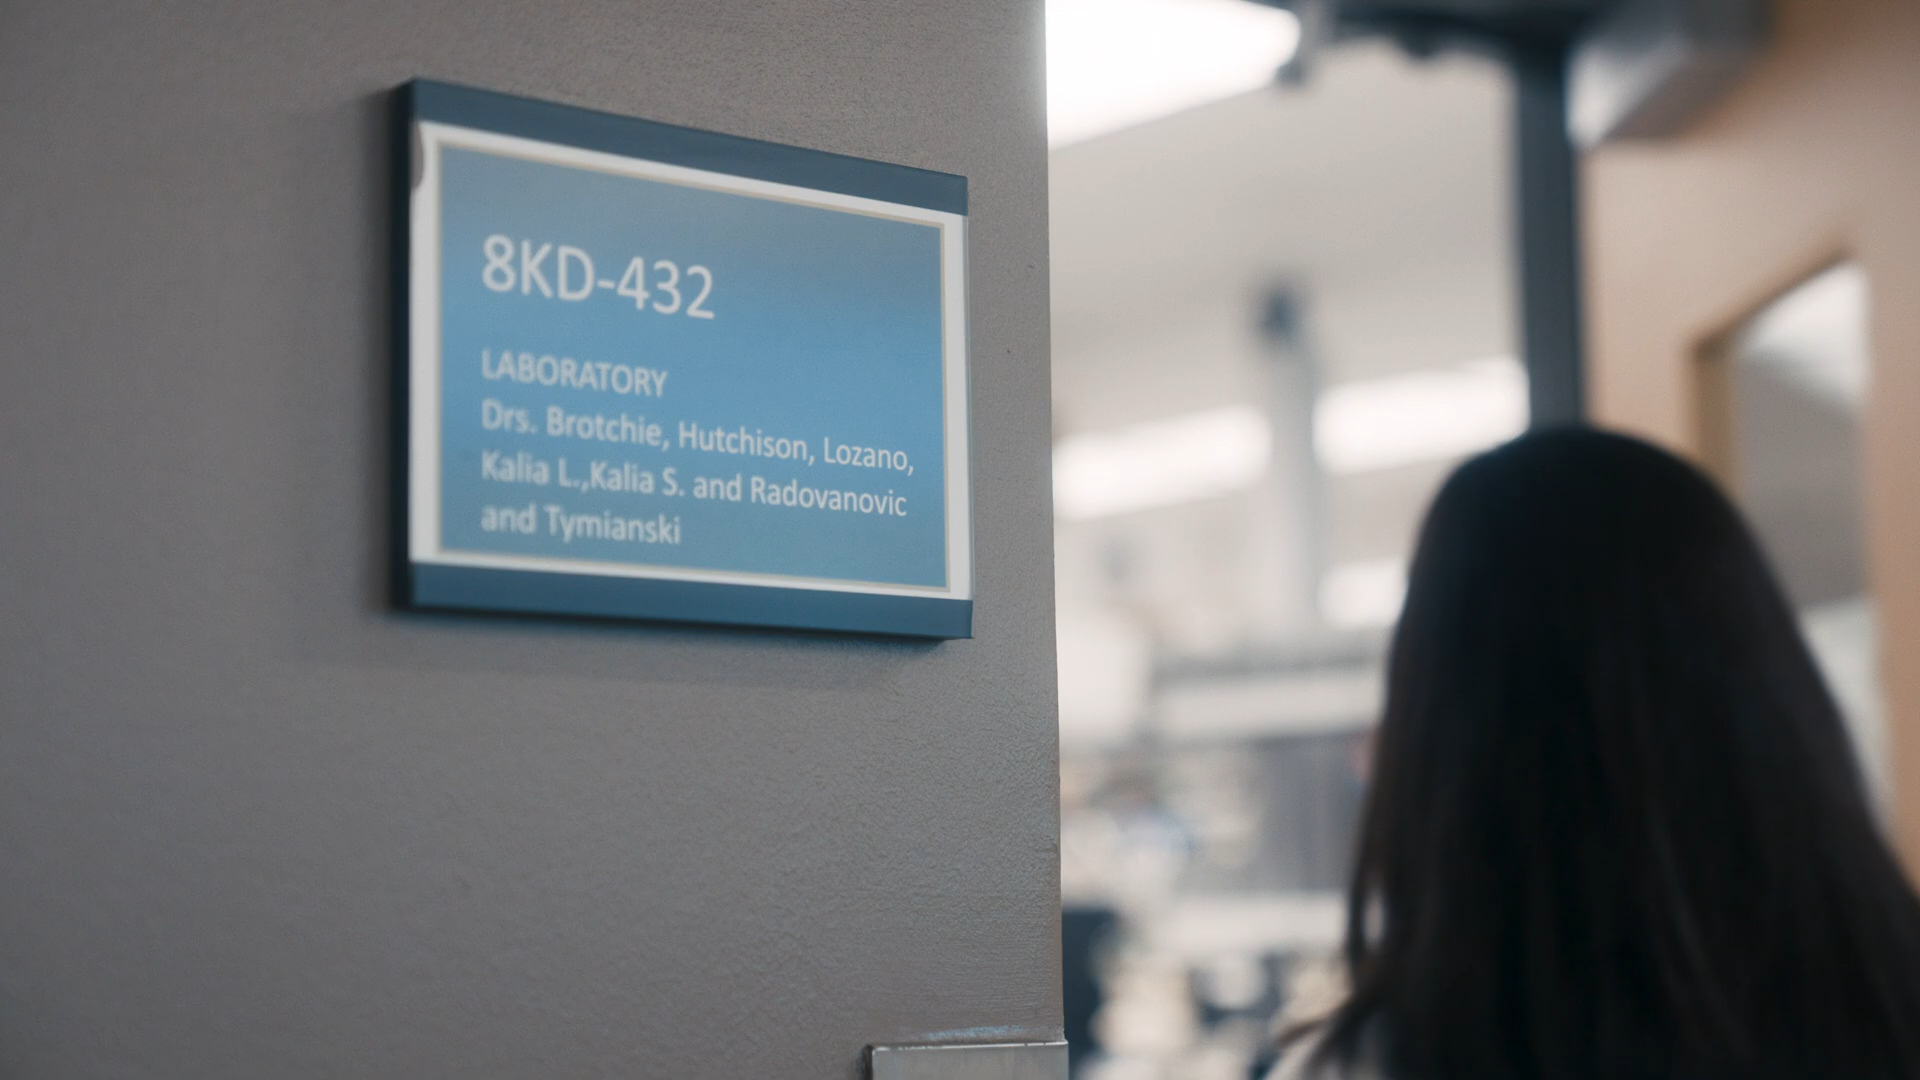 8KD-432
LABORATORY
Drs. Brotchie, Hutchison, Lozano,
Kalia L.,Kalia S. and Radovanovic
and Tymianski